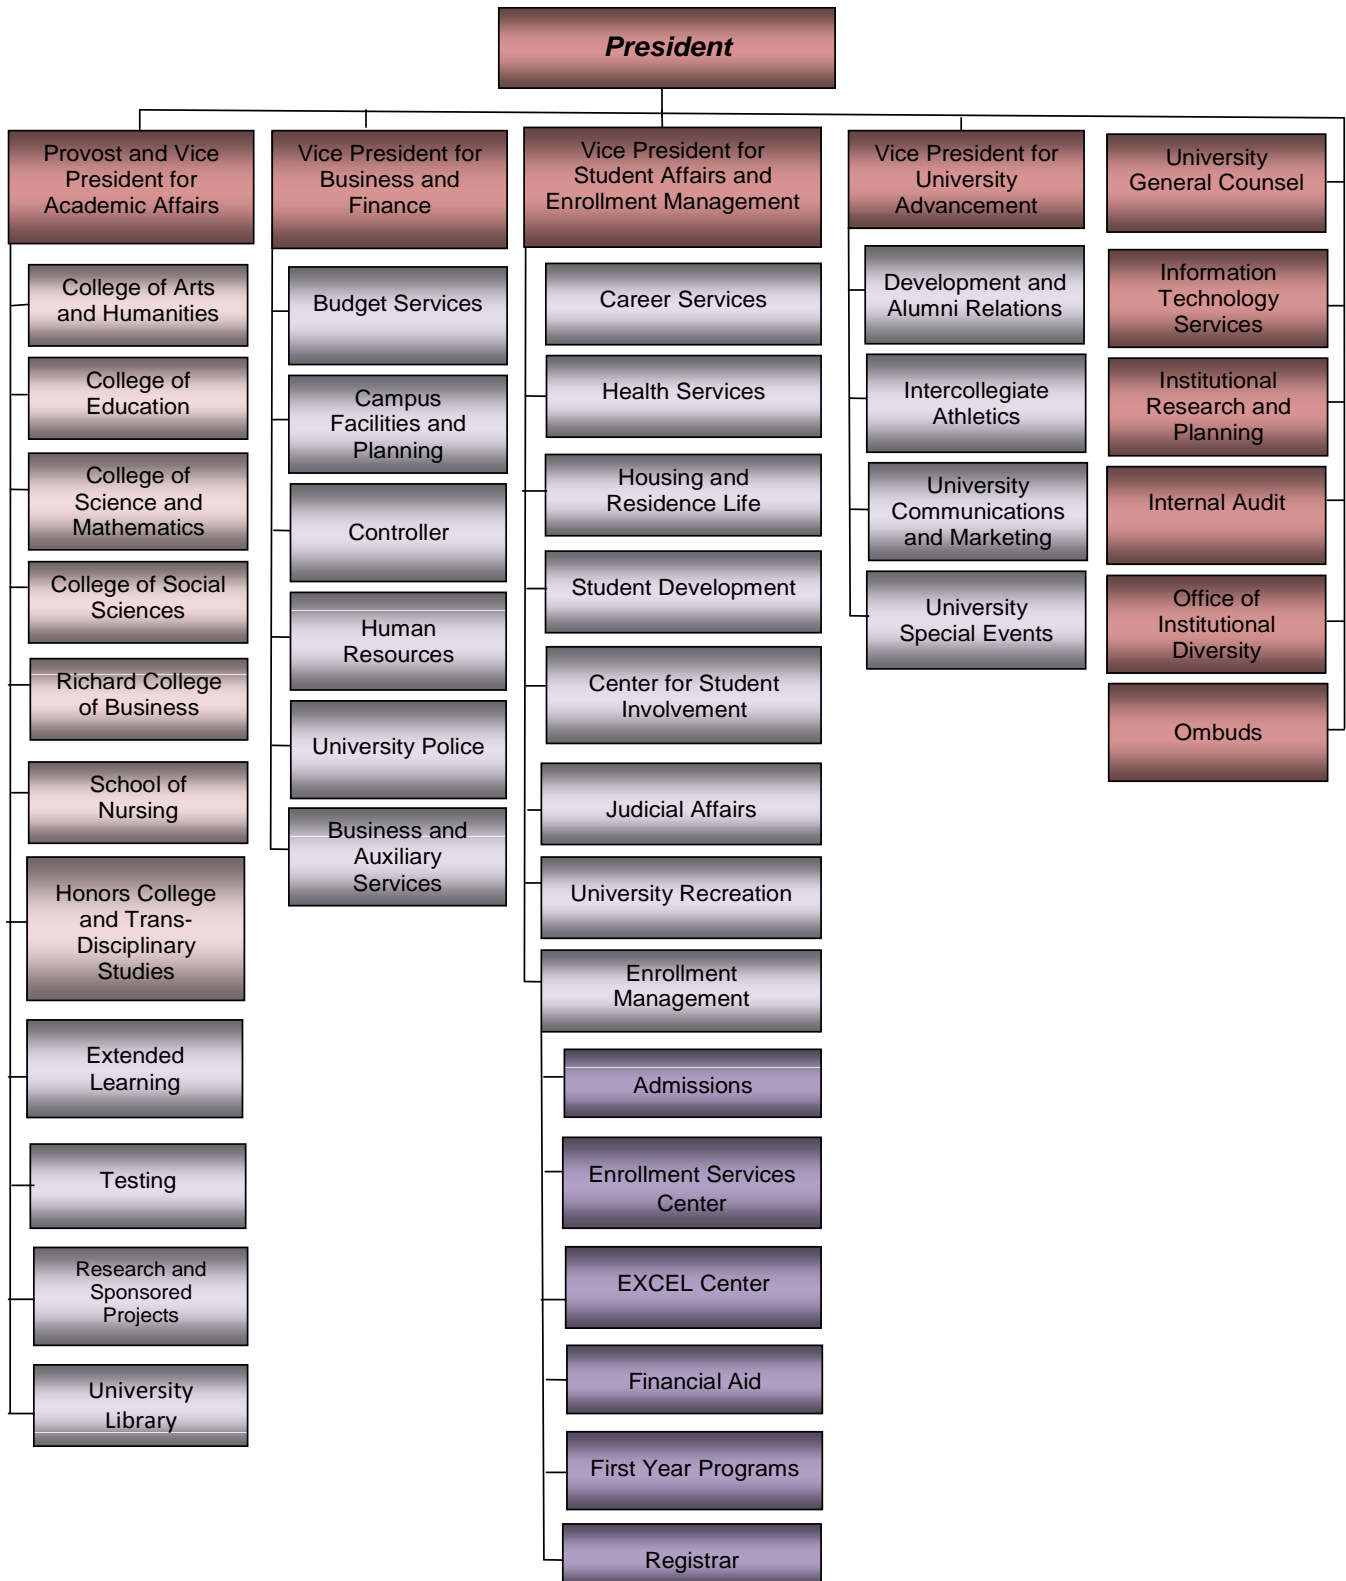 President
Provost and Vice
President for
Academic Affairs
College of Arts
and Humanities
College of
Education
College of
Science and
Mathematics
College of Social
Sciences
Richard College
of Business
School of
Nursing
Honors College
and Trans-
Disciplinary
Studies
Extended
Learning
Testing
Research and
Sponsored
Projects
University
Library
Vice President for
Business and
Finance
Budget Services
Campus
Facilities and
Planning
Controller
Human
Resources
University Police
Business and
Auxiliary
Services
Vice President for
Student Affairs and
Enrollment Management
Career Services
Health Services
Housing and
Residence Life
Student Development
Center for Student
Involvement
Judicial Affairs
University Recreation
Enrollment
Management
Admissions
Enrollment Services
Center
EXCEL Center
Financial Aid
First Year Programs
Registrar
Vice President for
University
Advancement
Development and
Alumni Relations
Intercollegiate
Athletics
University
Communications
and Marketing
University
Special Events
University
General Counsel
Information
Technology
Services
Institutional
Research and
Planning
Internal Audit
Office of
Institutional
Diversity
Ombuds